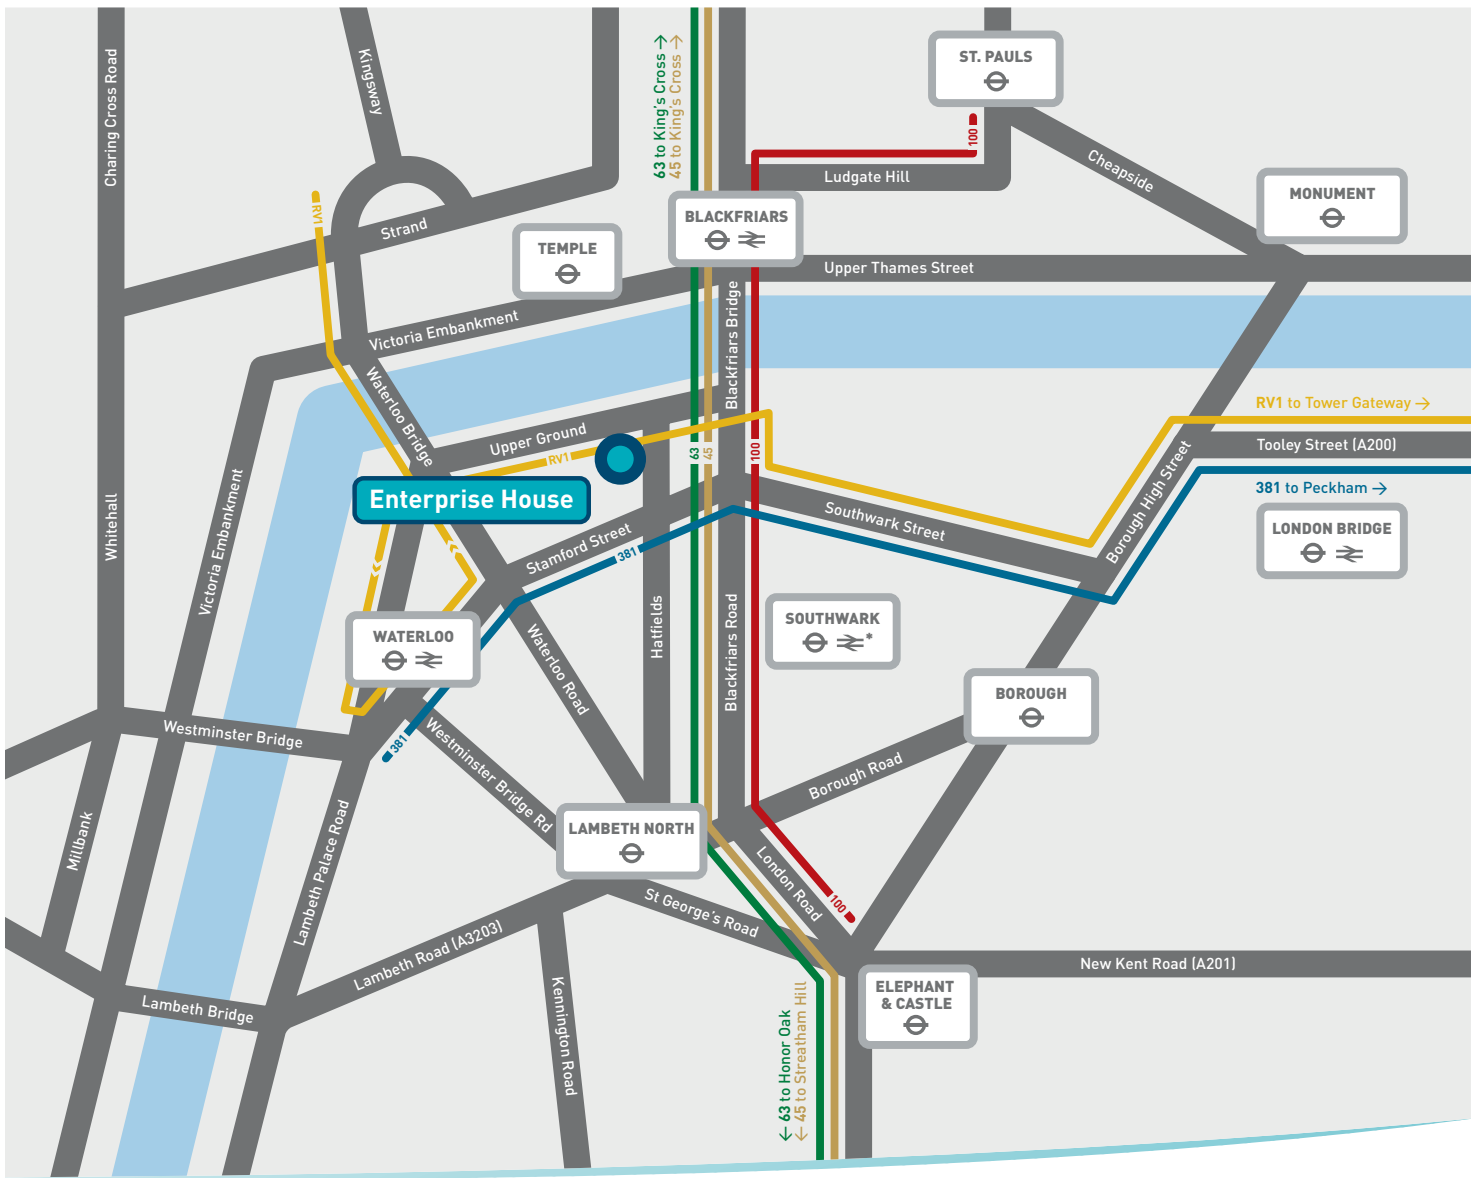 Charing Cross Road
Kingsway
63 to King's Cross →
45 to King's Cross →
ST. PAULS
100
Cheapside
Ludgate Hill
MONUMENT
RV1
Strand
TEMPLE
BLACKFRIARS
Upper Thames Street
Victoria Embankment
Blackfriars Bridge
Waterloo Bridge
RV1 to Tower Gateway →
Upper Ground
RV1
63
45
100
Tooley Street (A200)
Borough High Street
381 to Peckham →
Enterprise House
Whitehall
Victoria Embankment
Stamford Street
381
Southwark Street
LONDON BRIDGE
WATERLOO
Waterloo Road
Hatfields
Blackfriars Road
SOUTHWARK
*
BOROUGH
Westminster Bridge
381
Westminster Bridge Rd
Borough Road
Millbank
Lambeth Palace Road
LAMBETH NORTH
London Road
100
St George's Road
Lambeth Road (A3203)
New Kent Road (A201)
Lambeth Bridge
Kennington Road
ELEPHANT
& CASTLE
← 63 to Honor Oak
← 45 to Streatham Hill